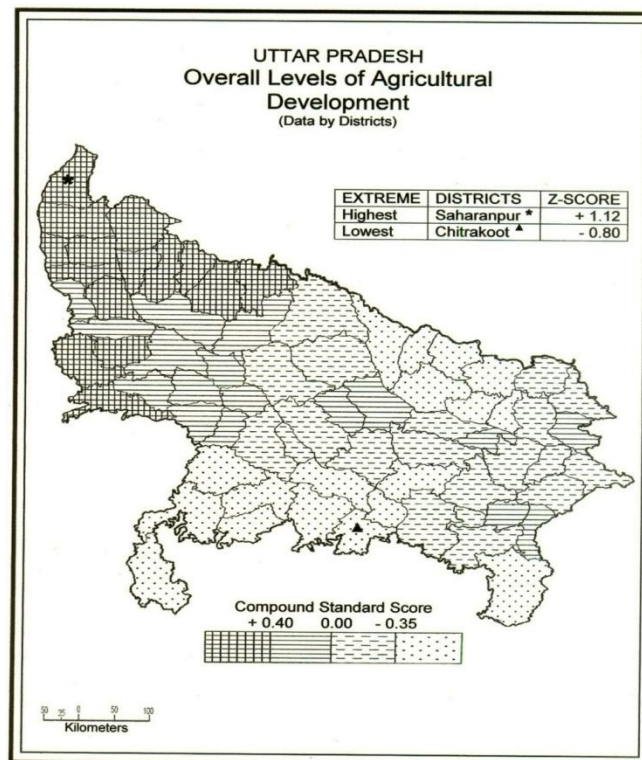 UTTAR PRADESH
Overall Levels of Agricultural
Development
(Data by Districts)
EXTREME DISTRICTS Z-SCORE
Highest Saharanpur * + 1.12
Lowest Chitrakoot ▲ - 0.80
Compound Standard Score
+ 0.40 0.00 - 0.35
50 25 0 50 100
Kilometers